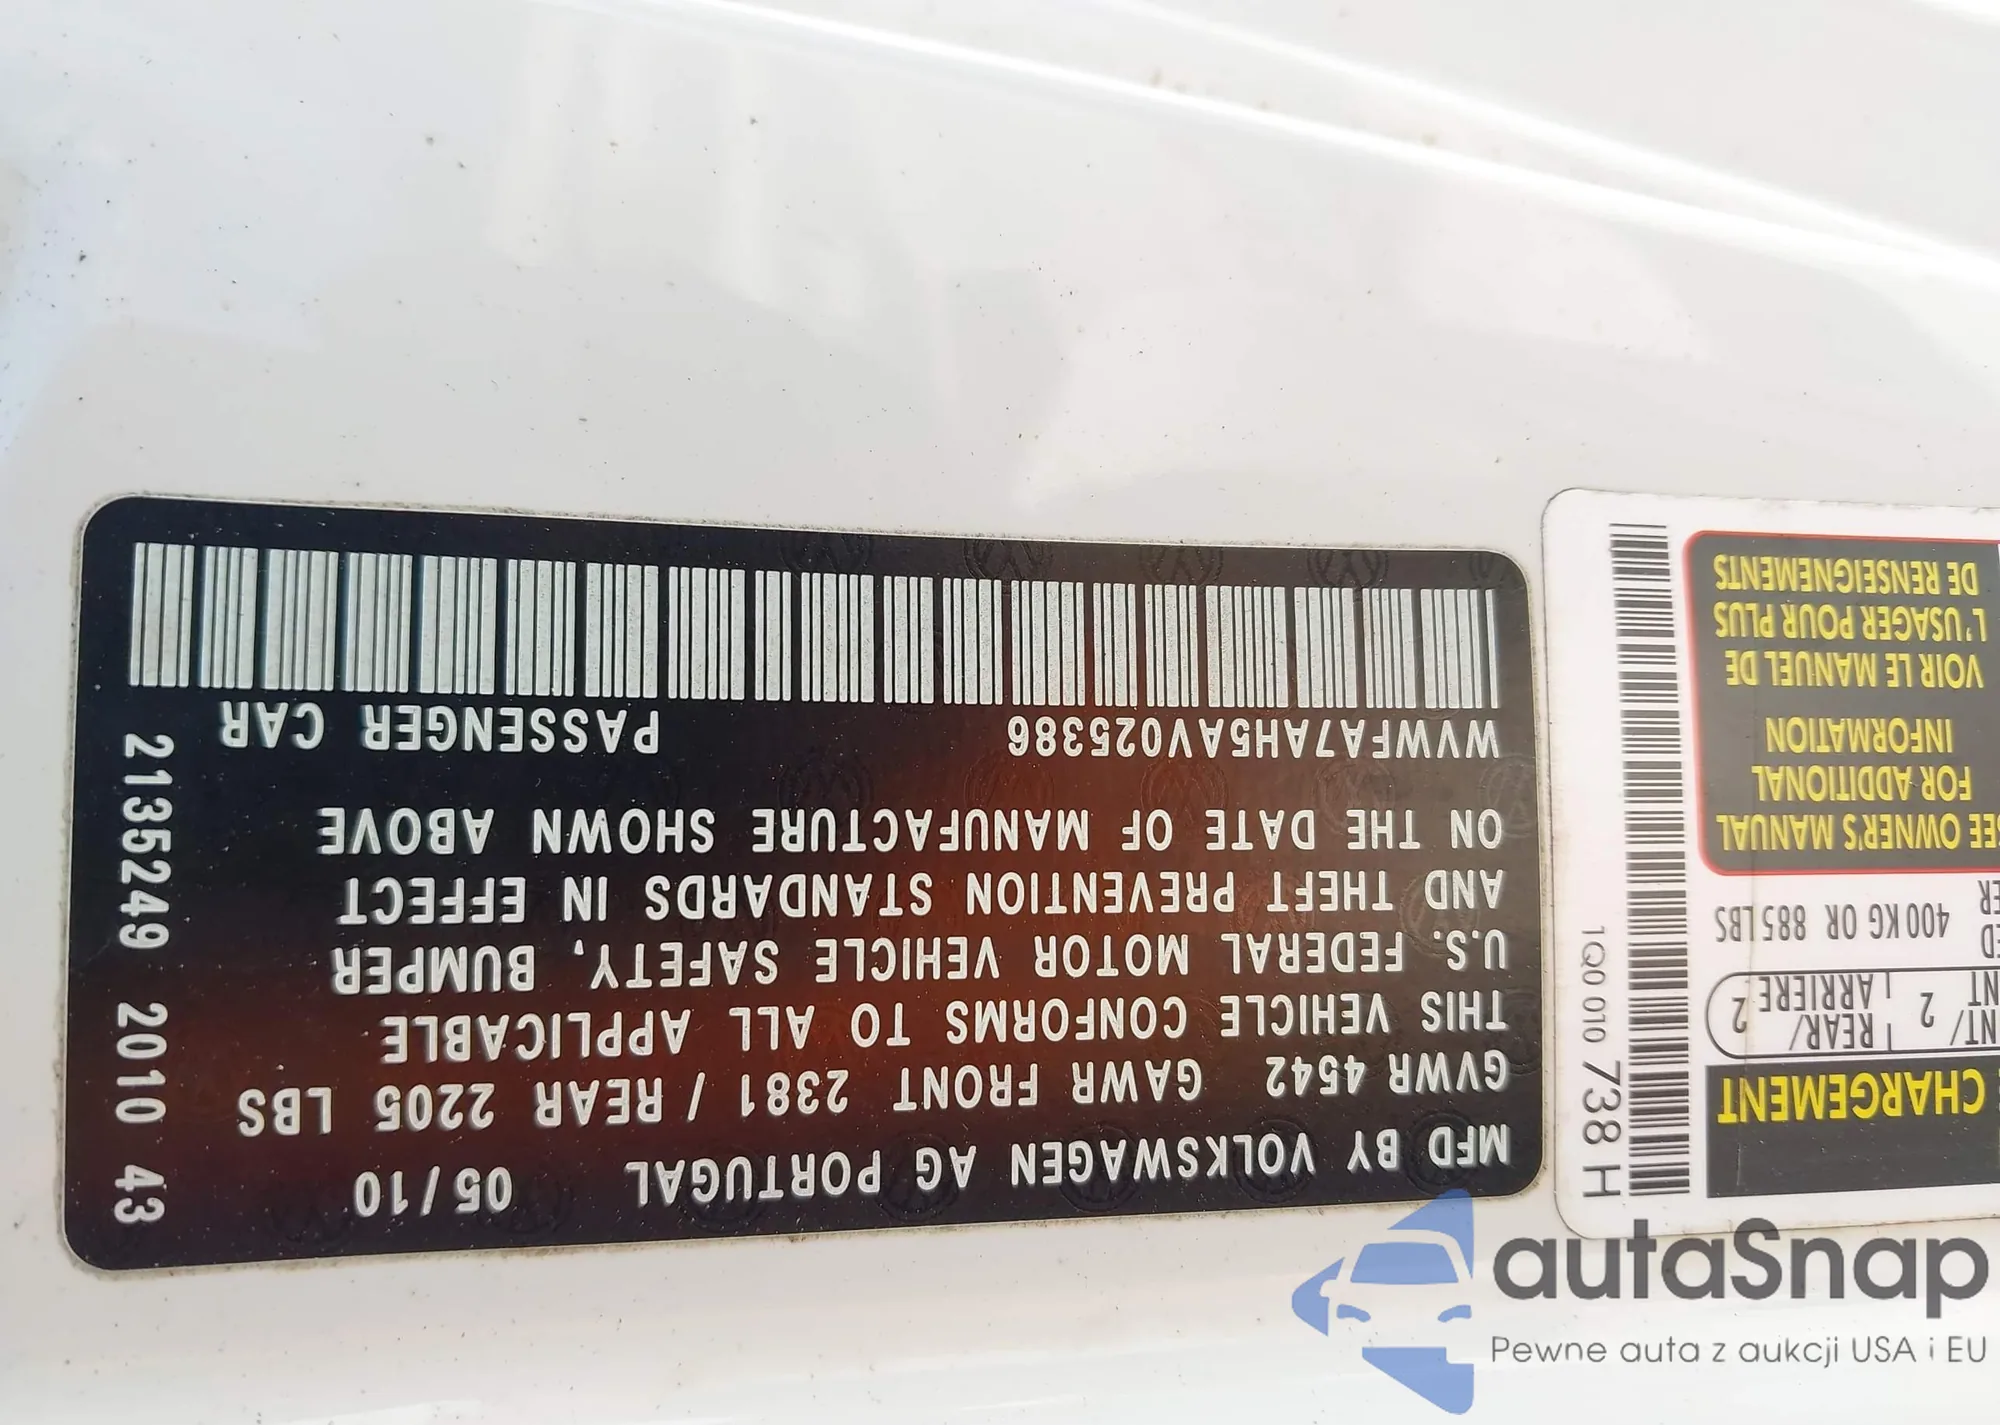 MFD BY VOLKSWAGEN AG PORTUGAL 05/10
GVWR 4542 GAWR FRONT 2381 / REAR 2205 LBS
THIS VEHICLE CONFORMS TO ALL APPLICABLE
U.S. FEDERAL MOTOR VEHICLE SAFETY, BUMPER
AND THEFT PREVENTION STANDARDS IN EFFECT
ON THE DATE OF MANUFACTURE SHOWN ABOVE
WVWFA7AH5AV025386 PASSENGER CAR
2135249 2010 43
CHARGEMENT
REAR/
ARRIERE 2
2
400 KG OR 885 LBS
SEE OWNER'S MANUAL
FOR ADDITIONAL
INFORMATION
VOIR LE MANUEL DE
L'USAGER POUR PLUS
DE RENSEIGNEMENTS
1Q0 010 738 H
autaSnap
Pewne auta z aukcji USA i EU